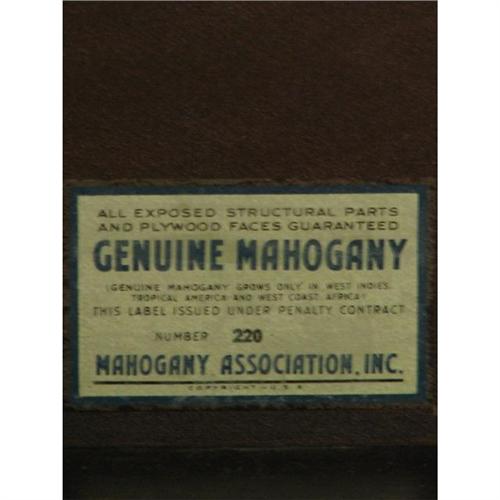 ALL EXPOSED STRUCTURAL PARTS
AND PLYWOOD FACES GUARANTEED
GENUINE MAHOGANY
(GENUINE MAHOGANY GROWS ONLY IN WEST INDIES,
TROPICAL AMERICA AND WEST COAST AFRICA)
THIS LABEL ISSUED UNDER PENALTY CONTRACT
NUMBER 220
MAHOGANY ASSOCIATION, INC.
COPYRIGHT-U.S.A.